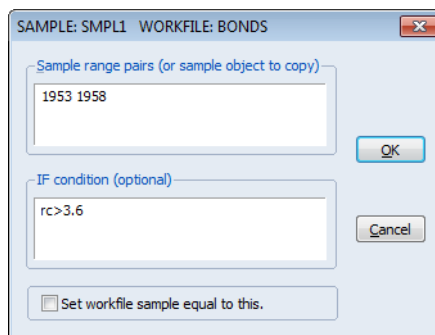 SAMPLE: SMPL1 WORKFILE: BONDS
Sample range pairs (or sample object to copy)
1953 1958
OK
IF condition (optional)
rc>3.6
Cancel
Set workfile sample equal to this.